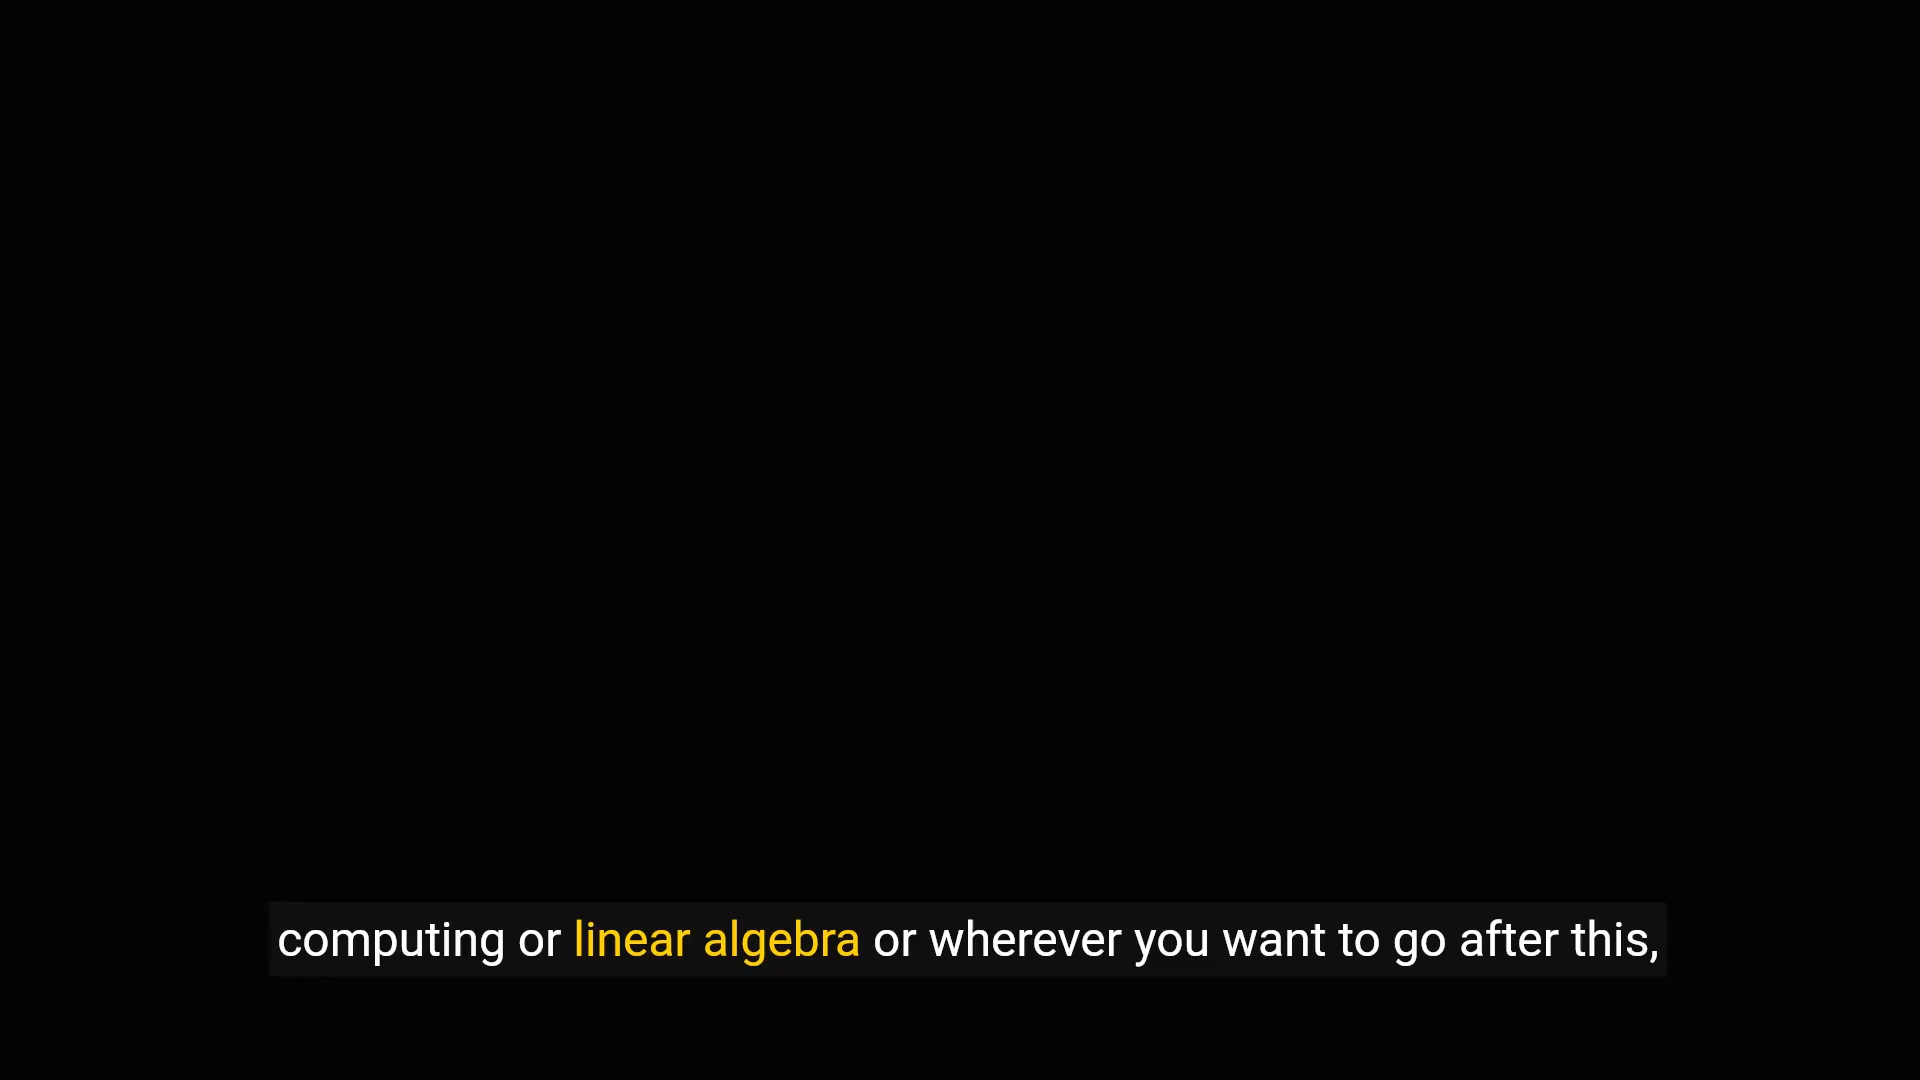 computing or linear algebra or wherever you want to go after this,